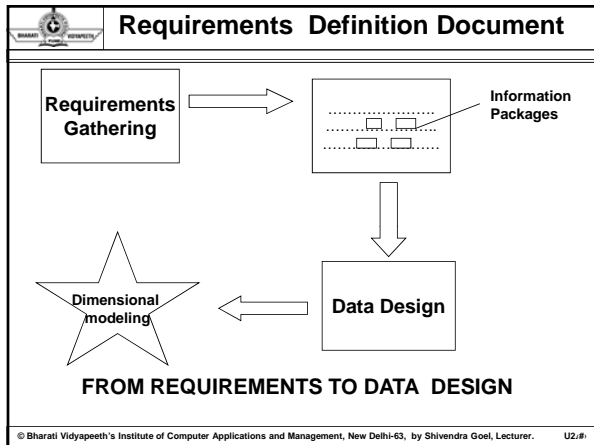 BHARATI
VIDYAPEETH
Requirements Definition Document
Requirements
Gathering
Information
Packages
Data Design
Dimensional
modeling
FROM REQUIREMENTS TO DATA DESIGN
© Bharati Vidyapeeth's Institute of Computer Applications and Management, New Delhi-63, by Shivendra Goel, Lecturer. U2‹#›